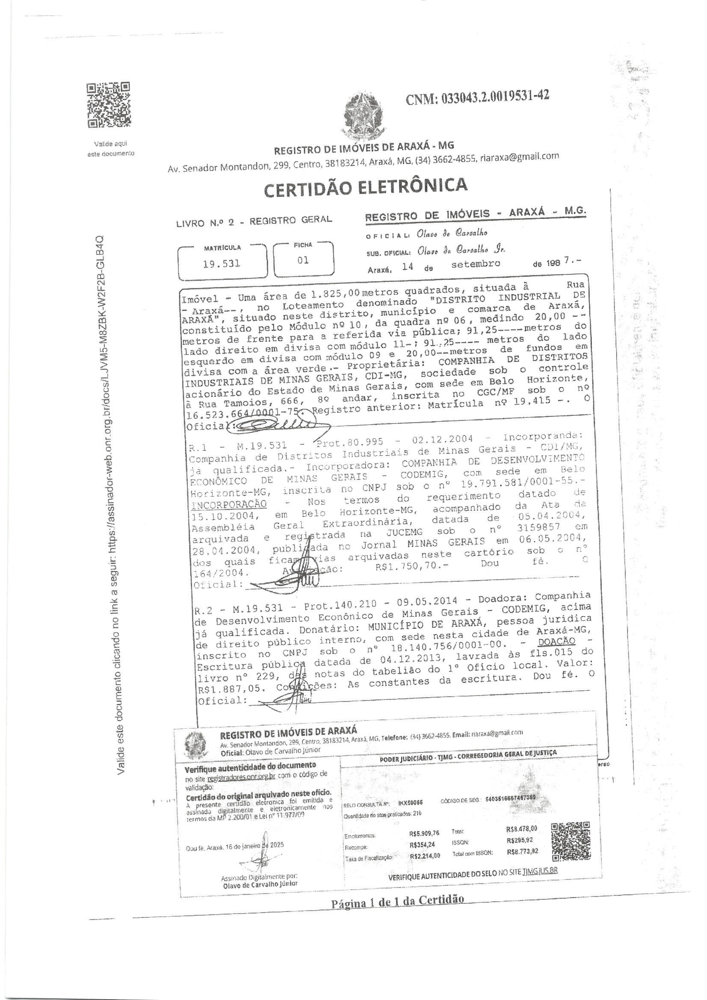 CNM: 033043.2.0019531-42
Valide aqui
este documento
REGISTRO DE IMÓVEIS DE ARAXÁ - MG
Av. Senador Montandon, 299, Centro, 38183214, Araxá, MG, (34) 3662-4855, riaraxa@gmail.com
CERTIDÃO ELETRÔNICA
LIVRO N.º 2 - REGISTRO GERAL
REGISTRO DE IMÓVEIS - ARAXÁ - M.G.
OFICIAL: Olavo de Carvalho
SUB. OFICIAL: Olavo de Carvalho Jr.
Araxá, 14 de setembro de 1987.-
MATRÍCULA
19.531
FICHA
01
Imóvel - Uma área de 1.825,00 metros quadrados, situada à Rua
- Araxá--, no Loteamento denominado "DISTRITO INDUSTRIAL DE
ARAXÁ", situado neste distrito, município e comarca de Araxá,
constituído pelo Módulo nº 10, da quadra nº 06, medindo 20,00 --
metros de frente para a referida via pública; 91,25----metros do
lado direito em divisa com módulo 11-; 91,25---- metros do lado
esquerdo em divisa com módulo 09 e 20,00--metros de fundos em
divisa com a área verde.- Proprietária: COMPANHIA DE DISTRITOS
INDUSTRIAIS DE MINAS GERAIS, CDI-MG, sociedade sob o controle
acionário do Estado de Minas Gerais, com sede em Belo Horizonte,
à Rua Tamoios, 666, 8º andar, inscrita no CGC/MF sob o nº
16.523.664/0001-75. Registro anterior: Matrícula nº 19.415 -. O
Oficial:
R.1 - M.19.531 - Prot.80.995 - 02.12.2004 - Incorporanda:
Companhia de Distritos Industriais de Minas Gerais - CDI/MG,
ja qualificada.- Incorporadora: COMPANHIA DE DESENVOLVIMENTO
ECONÔMICO DE MINAS GERAIS - CODEMIG, com sede em Belo
Horizonte-MG, inscrita no CNPJ sob o nº 19.791.581/0001-55.-
INCORPORAÇÃO - Nos termos do requerimento datado de
15.10.2004, em Belo Horizonte-MG, acompanhado da Ata da
Assembléia Geral Extraordinária, datada de 05.04.2004,
arquivada e registrada na JUCEMG sob o nº 3159857 em
28.04.2004, publicada no Jornal MINAS GERAIS em 06.05.2004,
dos quais ficam vias arquivadas neste cartório sob o nº
164/2004. Avaliação: R$1.750,70.- Dou fé. O
Oficial:
R.2 - M.19.531 - Prot.140.210 - 09.05.2014 - Doadora: Companhia
de Desenvolvimento Econônico de Minas Gerais - CODEMIG, acima
já qualificada. Donatário: MUNICÍPIO DE ARAXÁ, pessoa jurídica
de direito público interno, com sede nesta cidade de Araxá-MG,
inscrito no CNPJ sob o nº 18.140.756/0001-00. - DOAÇÃO -
Escritura pública datada de 04.12.2013, lavrada às fls.015 do
livro nº 229, das notas do tabelião do 1º Ofício local. Valor:
R$1.887,05. Condições: As constantes da escritura. Dou fé. O
Oficial:
Valide este documento clicando no link a seguir: https://assinador-web.onr.org.br/docs/LJVM5-M8ZBK-W2F2B-GLB4Q
REGISTRO DE IMÓVEIS DE ARAXÁ
Av. Senador Montandon, 299, Centro, 38183214, Araxá, MG, Telefone: (34) 3662-4855. Email: riaraxa@gmail.com
Oficial: Olavo de Carvalho Júnior
Verifique autenticidade do documento
no site registradores.onr.org.br com o código de
validação:
Certidão do original arquivado neste ofício.
A presente certidão eletronica foi emitida e
assinada digitalmente e eletronicamente nos
termos da MP 2.200/01 e Lei nº 11.977/09
Dou fé, Araxá, 16 de janeiro de 2025
Assinado Digitalmente por:
Olavo de Carvalho Júnior
PODER JUDICIÁRIO - TJMG - CORREGEDORIA GERAL DE JUSTIÇA
erso
SELO CONSULTA Nº: IKX59066 CÓDIGO DE SEG.: 5403516667467369
Quantidade de atos praticados: 216
Emolumentos: R$5.909,76 Total: R$8.478,00
Recompe: R$354,24 ISSQN: R$295,92
Taxa de Fiscalização: R$2.214,00 Total com ISSQN: R$8.773,92
VERIFIQUE AUTENTICIDADE DO SELO NO SITE TJMG.JUS.BR
Página 1 de 1 da Certidão